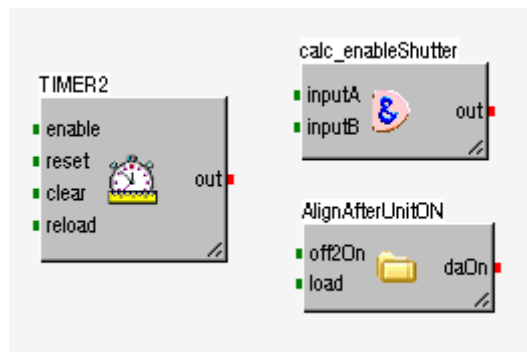 TIMER2
enable
reset
clear
reload
out
calc_enableShutter
inputA
inputB
&
out
AlignAfterUnitON
off2On
load
daOn